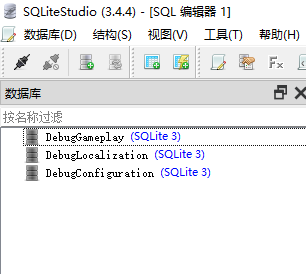 SQLiteStudio (3.4.4) - [SQL 编辑器 1]
数据库(D) 结构(S) 视图(V) 工具(T) 帮助(H)
数据库
按名称过滤
DebugGameplay (SQLite 3)
DebugLocalization (SQLite 3)
DebugConfiguration (SQLite 3)